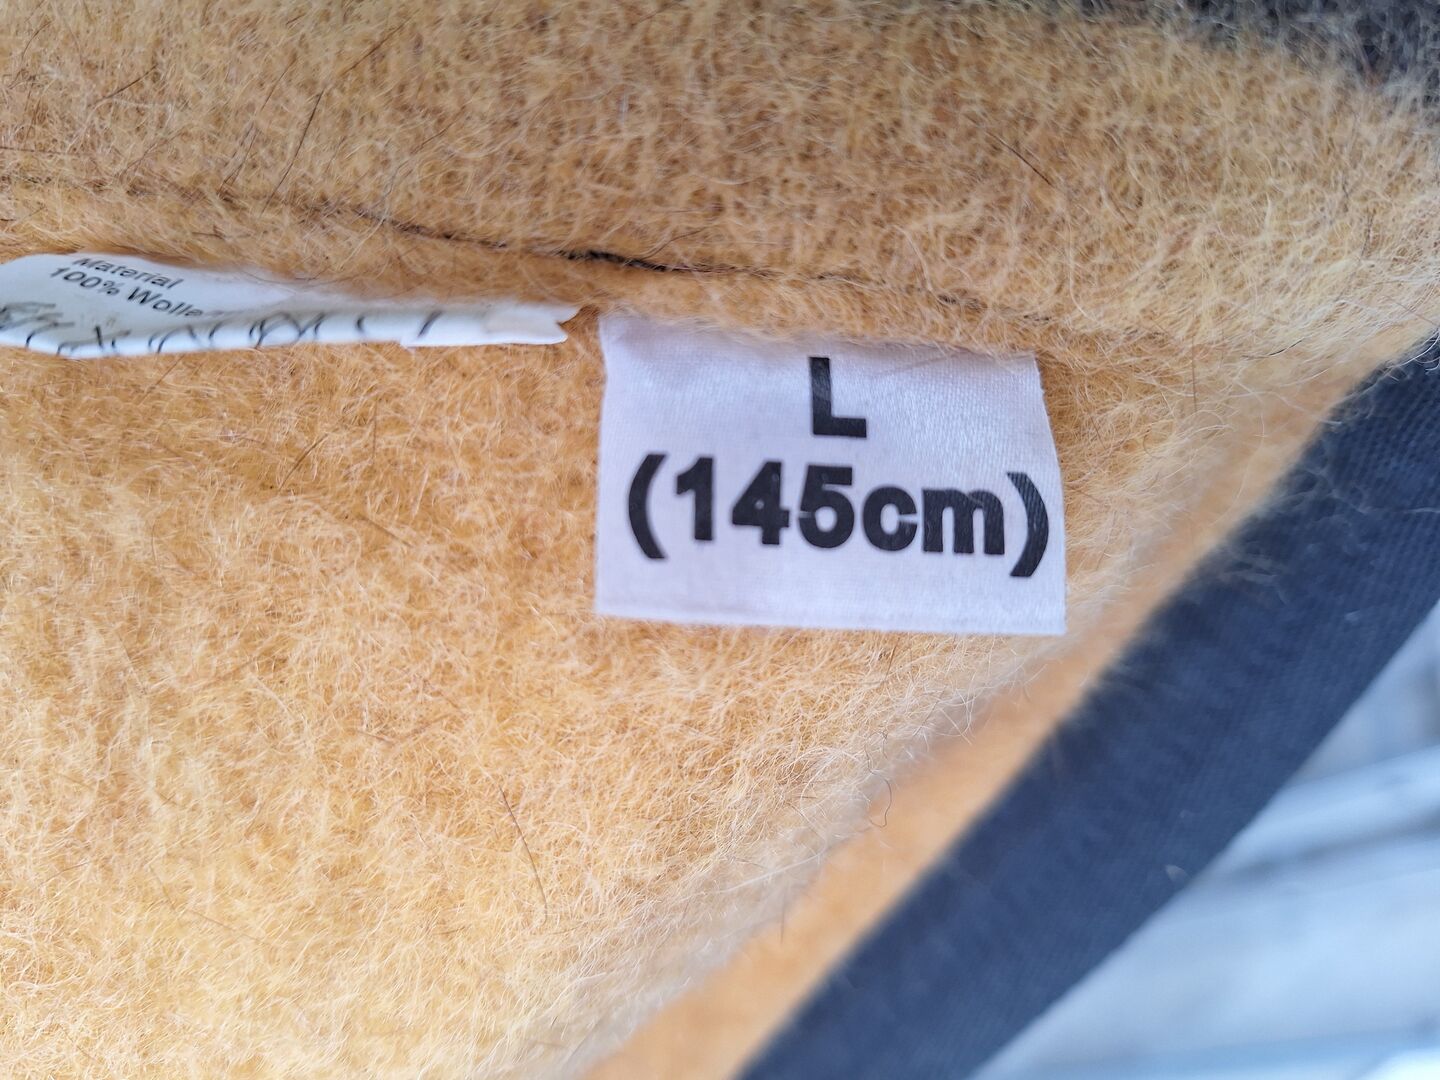 Material
100% Wolle
L
(145cm)